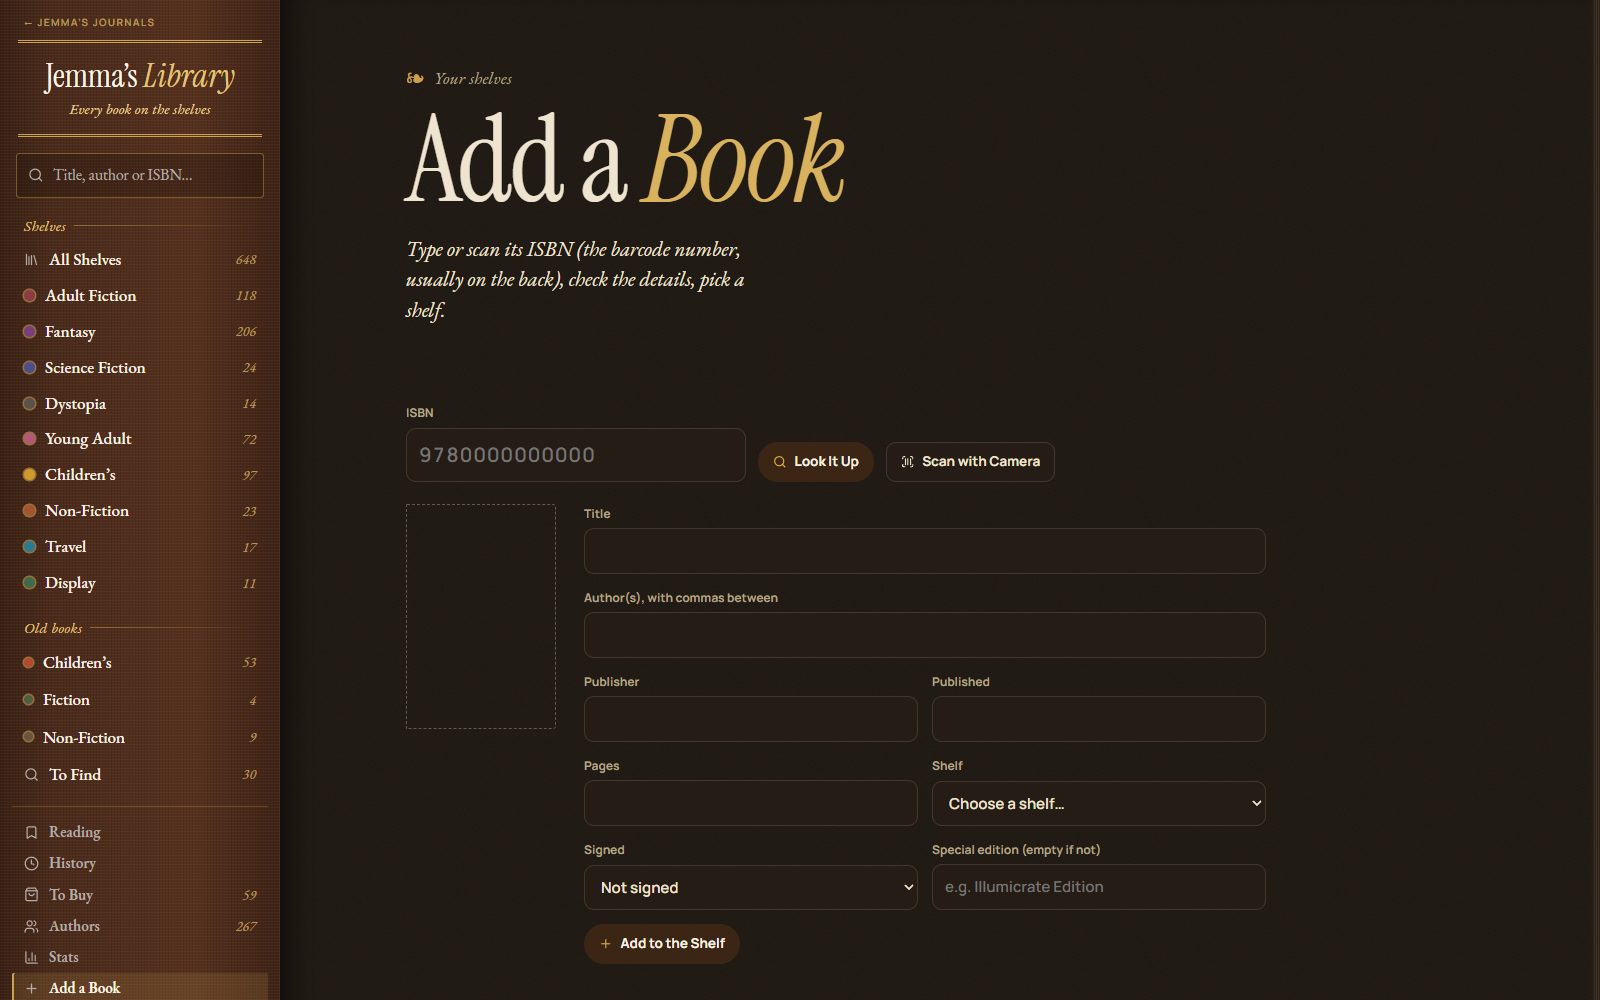 ← JEMMA'S JOURNALS
Jemma’s Library
Every book on the shelves
Title, author or ISBN...
Shelves
All Shelves 648
Adult Fiction 118
Fantasy 206
Science Fiction 24
Dystopia 14
Young Adult 72
Children’s 97
Non-Fiction 23
Travel 17
Display 11
Old books
Children’s 53
Fiction 4
Non-Fiction 9
To Find 30
Reading
History
To Buy 59
Authors 267
Stats
Add a Book
Your shelves
Add a Book
Type or scan its ISBN (the barcode number,
usually on the back), check the details, pick a
shelf.
ISBN
9780000000000
Look It Up
Scan with Camera
Title
Author(s), with commas between
Publisher
Published
Pages
Shelf
Choose a shelf...
Signed
Special edition (empty if not)
Not signed
e.g. Illumicrate Edition
Add to the Shelf